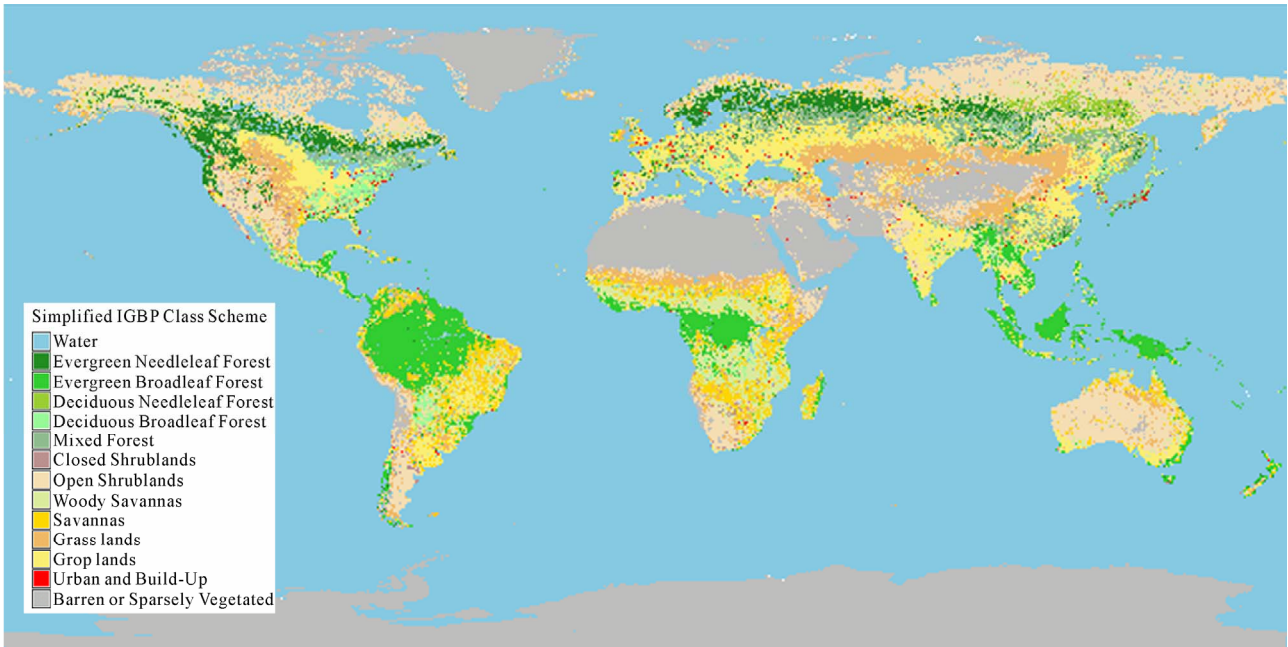 Simplified IGBP Class Scheme
Water
Evergreen Needleleaf Forest
Evergreen Broadleaf Forest
Deciduous Needleleaf Forest
Deciduous Broadleaf Forest
Mixed Forest
Closed Shrublands
Open Shrublands
Woody Savannas
Savannas
Grass lands
Grop lands
Urban and Build-Up
Barren or Sparsely Vegetated